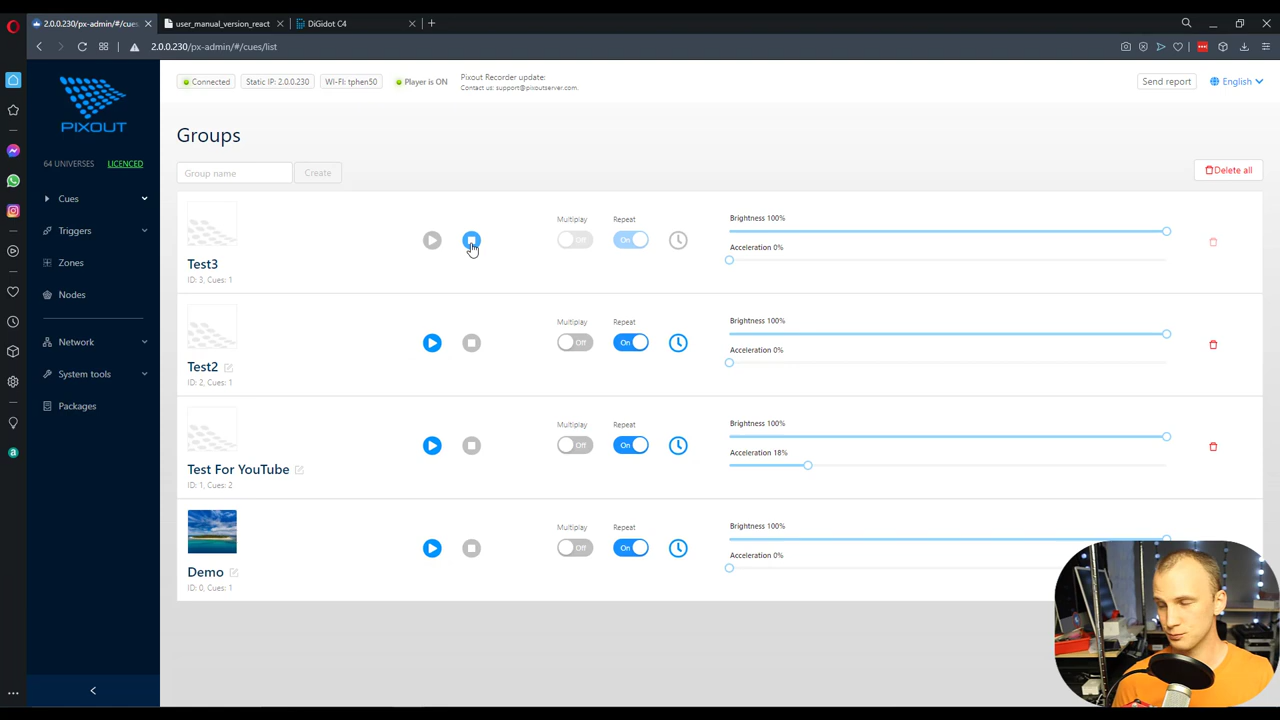 2.0.0.230/px-admin/#/cues
user_manual_version_react
DiGidot C4
2.0.0.230/px-admin/#/cues/list
PIXOUT
64 UNIVERSES LICENCED
Cues
Triggers
Zones
Nodes
Network
System tools
Packages
Connected
Static IP: 2.0.0.230
WI-FI: tphen50
Player is ON
Pixout Recorder update:
Contact us: support@pixoutserver.com.
Send report
English
Groups
Group name
Create
Delete all
Multiplay
Off
Repeat
On
Brightness 100%
Acceleration 0%
Test3
ID: 3, Cues: 1
Multiplay
Off
Repeat
On
Brightness 100%
Acceleration 0%
Test2
ID: 2, Cues: 1
Multiplay
Off
Repeat
On
Brightness 100%
Acceleration 18%
Test For YouTube
ID: 1, Cues: 2
Multiplay
Off
Repeat
On
Brightness 100%
Acceleration 0%
Demo
ID: 0, Cues: 1